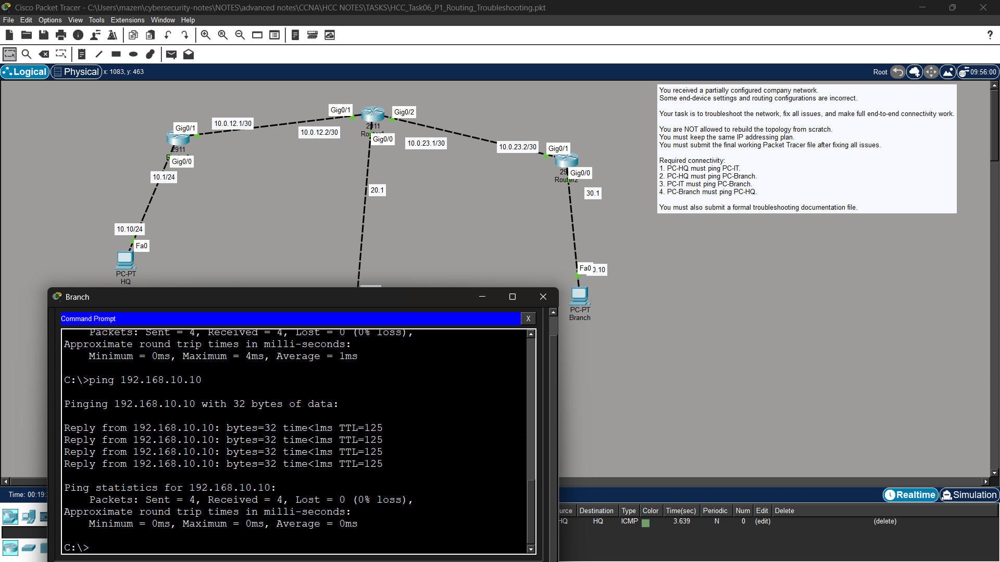 Cisco Packet Tracer - C:\Users\mazen\cybersecurity-notes\NOTES\advanced notes\CCNA\HCC NOTES\TASKS\HCC_Task06_P1_Routing_Troubleshooting.pkt
File Edit Options View Tools Extensions Window Help
?
Logical Physical x: 1083, y: 463
Root 09:56:00
You received a partially configured company network.
Some end-device settings and routing configurations are incorrect.
Your task is to troubleshoot the network, fix all issues, and make full end-to-end connectivity work.
You are NOT allowed to rebuild the topology from scratch.
You must keep the same IP addressing plan.
You must submit the final working Packet Tracer file after fixing all issues.
Required connectivity:
1. PC-HQ must ping PC-IT.
2. PC-HQ must ping PC-Branch.
3. PC-IT must ping PC-Branch.
4. PC-Branch must ping PC-HQ.
You must also submit a formal troubleshooting documentation file.
Gig0/1
Gig0/2
10.0.12.1/30
Gig0/1
2911
10.0.12.2/30
Gig0/0
10.0.23.1/30
10.0.23.2/30
Gig0/1
2911
Gig0/0
Gig0/0
Router2
10.1/24
20.1
30.1
10.10/24
Fa0
PC-PT
HQ
Fa0
0.10
PC-PT
Branch
Branch
Command Prompt
X
Packets: Sent = 4, Received = 4, Lost = 0 (0% loss),
Approximate round trip times in milli-seconds:
Minimum = 0ms, Maximum = 4ms, Average = 1ms
C:\>ping 192.168.10.10
Pinging 192.168.10.10 with 32 bytes of data:
Reply from 192.168.10.10: bytes=32 time<1ms TTL=125
Reply from 192.168.10.10: bytes=32 time<1ms TTL=125
Reply from 192.168.10.10: bytes=32 time<1ms TTL=125
Reply from 192.168.10.10: bytes=32 time<1ms TTL=125
Ping statistics for 192.168.10.10:
Packets: Sent = 4, Received = 4, Lost = 0 (0% loss),
Approximate round trip times in milli-seconds:
Minimum = 0ms, Maximum = 0ms, Average = 0ms
C:\>
Time: 00:19:
Realtime Simulation
urce Destination Type Color Time(sec) Periodic Num Edit Delete
HQ HQ ICMP 3.639 N 0 (edit) (delete)